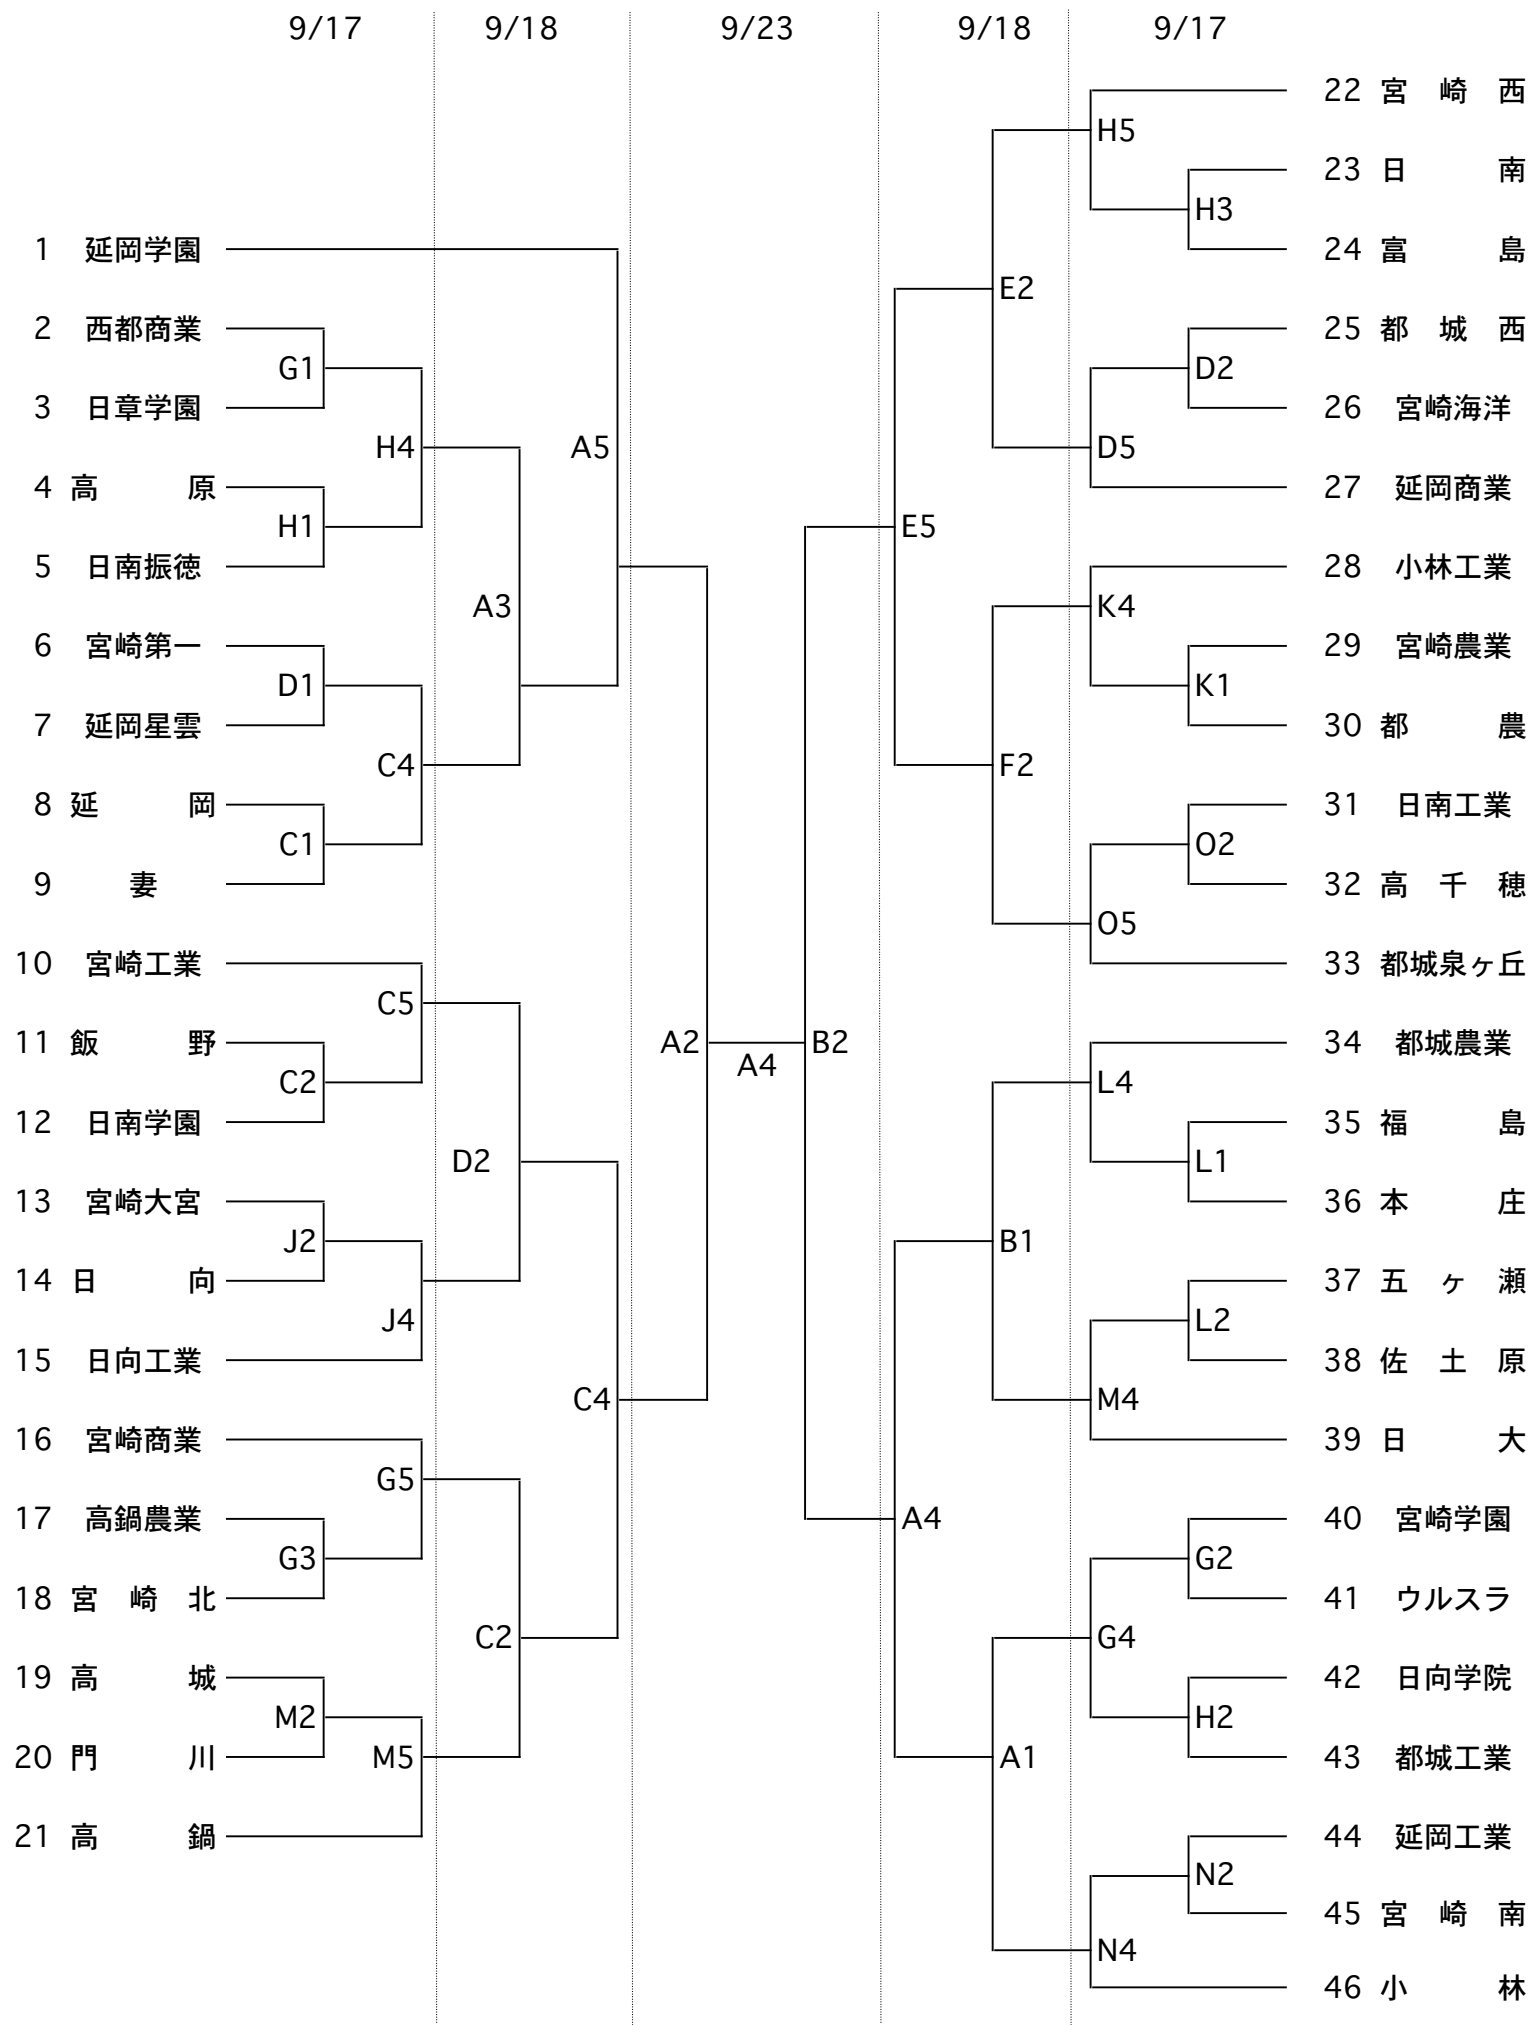 9/17 9/18 9/23 9/18 9/17
22 宮崎西
H5
23 日南
H3
1 延岡学園
24 富島
E2
2 西都商業
25 都城西
G1
D2
3 日章学園
26 宮崎海洋
H4
A5
D5
4 高原
27 延岡商業
H1
E5
5 日南振徳
28 小林工業
A3
K4
6 宮崎第一
29 宮崎農業
D1
K1
7 延岡星雲
30 都農
C4
F2
8 延岡
31 日南工業
C1
O2
9 妻
32 高千穂
O5
10 宮崎工業
33 都城泉ヶ丘
C5
11 飯野
A2
A4
B2
34 都城農業
C2
L4
12 日南学園
35 福島
D2
L1
13 宮崎大宮
36 本庄
J2
B1
14 日向
37 五ヶ瀬
J4
L2
15 日向工業
38 佐土原
C4
M4
16 宮崎商業
39 日大
G5
17 高鍋農業
A4
40 宮崎学園
G3
G2
18 宮崎北
41 ウルスラ
C2
G4
19 高城
42 日向学院
M2
H2
20 門川
M5
A1
43 都城工業
21 高鍋
44 延岡工業
N2
45 宮崎南
N4
46 小林